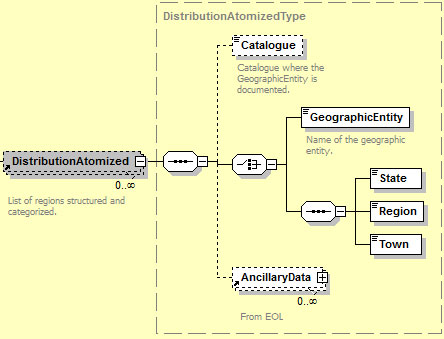 DistributionAtomizedType
Catalogue
Catalogue where the
GeographicEntity is
documented.
GeographicEntity
Name of the geographic
entity.
DistributionAtomized
0..∞
List of regions structured and
categorized.
State
Region
Town
AncillaryData
0..∞
From EOL